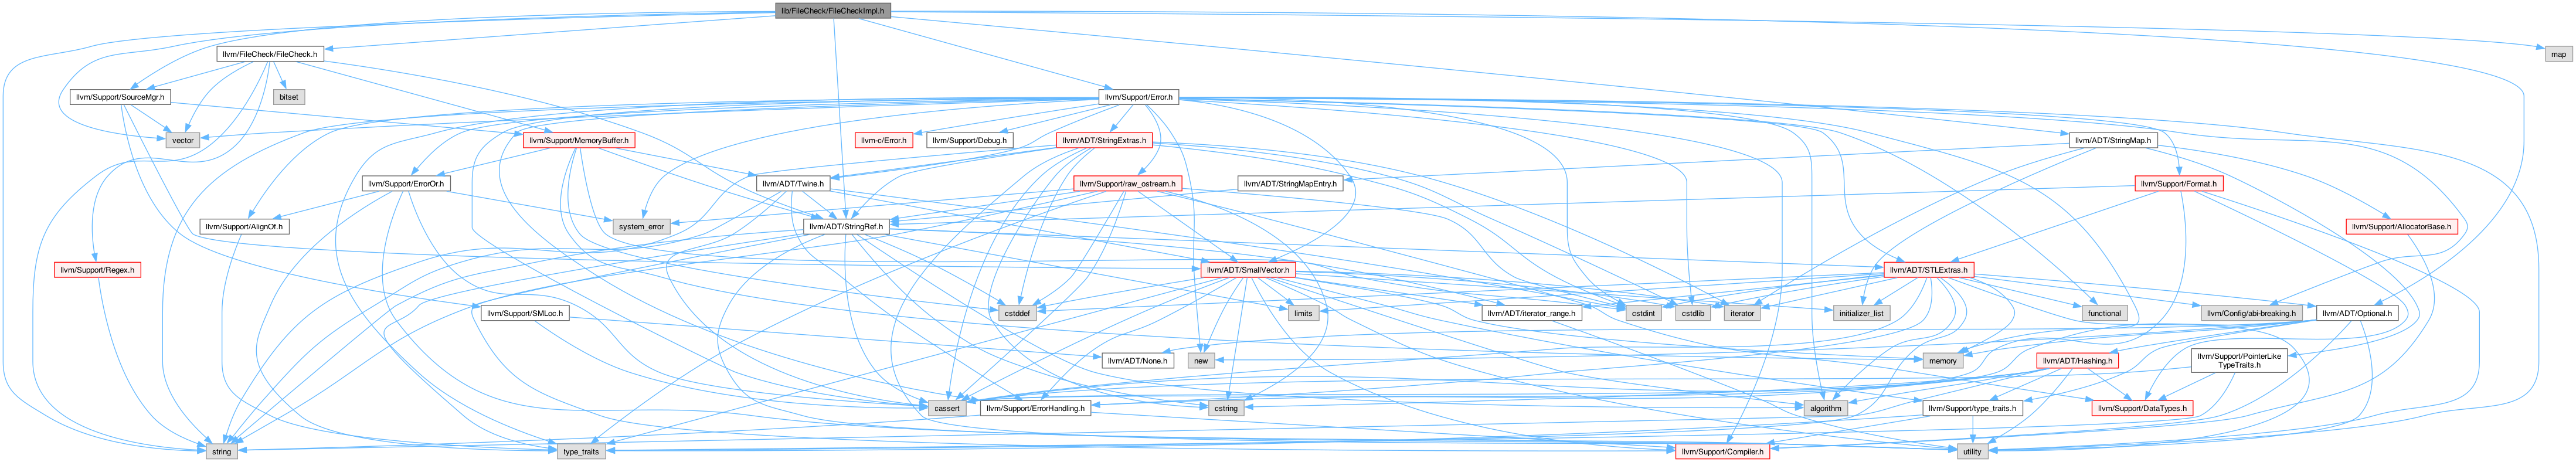 lib/FileCheck/FileCheckImpl.h
llvm/FileCheck/FileCheck.h
map
llvm/Support/SourceMgr.h
bitset
llvm/Support/Error.h
vector
llvm/Support/MemoryBuffer.h
llvm-c/Error.h
llvm/Support/Debug.h
llvm/ADT/StringExtras.h
llvm/ADT/StringMap.h
llvm/Support/ErrorOr.h
llvm/ADT/Twine.h
llvm/Support/raw_ostream.h
llvm/ADT/StringMapEntry.h
llvm/Support/Format.h
llvm/Support/AlignOf.h
system_error
llvm/ADT/StringRef.h
llvm/Support/AllocatorBase.h
llvm/Support/Regex.h
llvm/ADT/SmallVector.h
llvm/ADT/STLExtras.h
llvm/Support/SMLoc.h
cstddef
limits
llvm/ADT/iterator_range.h
cstdint
cstdlib
iterator
initializer_list
functional
llvm/Config/abi-breaking.h
llvm/ADT/Optional.h
llvm/ADT/None.h
new
memory
llvm/ADT/Hashing.h
llvm/Support/PointerLike
TypeTraits.h
cassert
llvm/Support/ErrorHandling.h
cstring
algorithm
llvm/Support/type_traits.h
llvm/Support/DataTypes.h
string
type_traits
llvm/Support/Compiler.h
utility